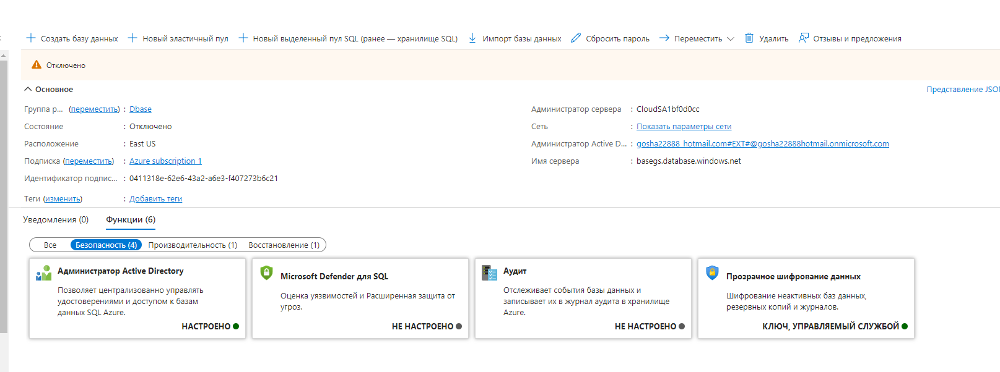 Создать базу данных Новый эластичный пул Новый выделенный пул SQL (ранее — хранилище SQL) Импорт базы данных Сбросить пароль Переместить Удалить Отзывы и предложения
Отключено
Основное
Представление JSON
Группа р... (переместить) : Dbase
Состояние : Отключено
Расположение : East US
Подписка (переместить) : Azure subscription 1
Идентификатор подпис... : 0411318e-62e6-43a2-a6e3-f407273b6c21
Теги (изменить) : Добавить теги
Администратор сервера : CloudSA1bf0d0cc
Сеть : Показать параметры сети
Администратор Active D... : gosha22888_hotmail.com#EXT#@gosha22888hotmail.onmicrosoft.com
Имя сервера : basegs.database.windows.net
Уведомления (0) Функции (6)
Все Безопасность (4) Производительность (1) Восстановление (1)
Администратор Active Directory
Позволяет централизованно управлять
удостоверениями и доступом к базам
данных SQL Azure.
НАСТРОЕНО
Microsoft Defender для SQL
Оценка уязвимостей и Расширенная защита от
угроз.
НЕ НАСТРОЕНО
Аудит
Отслеживает события базы данных и
записывает их в журнал аудита в хранилище
Azure.
НЕ НАСТРОЕНО
Прозрачное шифрование данных
Шифрование неактивных баз данных,
резервных копий и журналов.
КЛЮЧ, УПРАВЛЯЕМЫЙ СЛУЖБОЙ